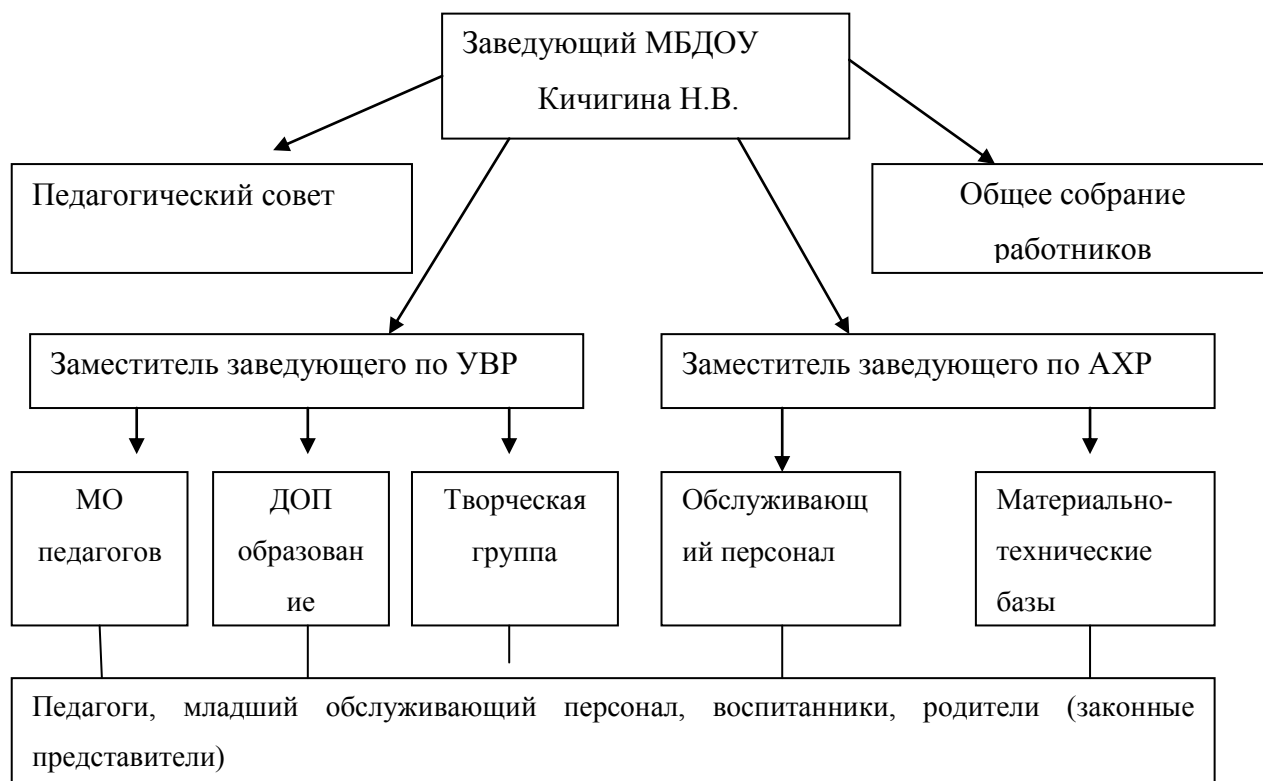 Заведующий МБДОУ
Кичигина Н.В.
Педагогический совет
Общее собрание
работников
Заместитель заведующего по УВР
Заместитель заведующего по АХР
МО
педагогов
ДОП
образован
ие
Творческая
группа
Обслуживающ
ий персонал
Материально-
технические
базы
Педагоги, младший обслуживающий персонал, воспитанники, родители (законные
представители)